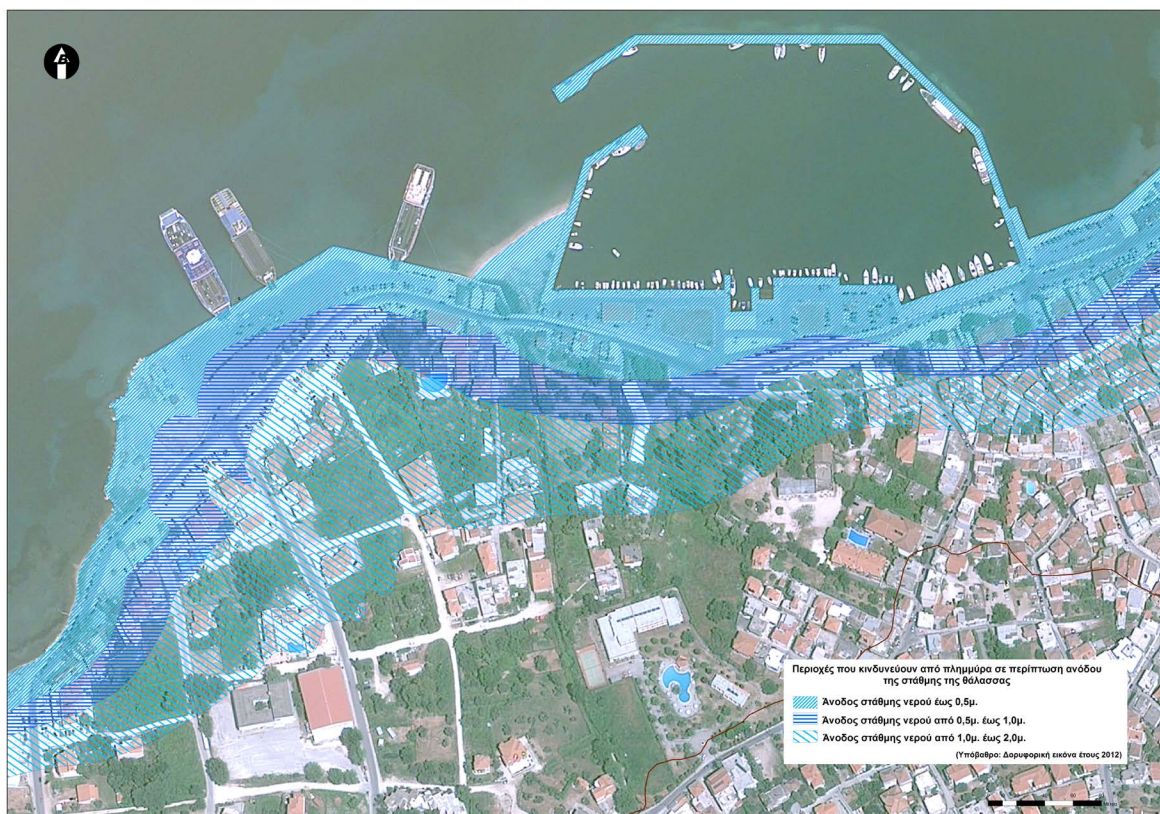 Περιοχές που κινδυνεύουν από πλημμύρα σε περίπτωση ανόδου
της στάθμης της θάλασσας
Άνοδος στάθμης νερού έως 0,5μ.
Άνοδος στάθμης νερού από 0,5μ. έως 1,0μ.
Άνοδος στάθμης νερού από 1,0μ. έως 2,0μ.
(Υπόβαθρο: Δορυφορική εικόνα έτους 2012)